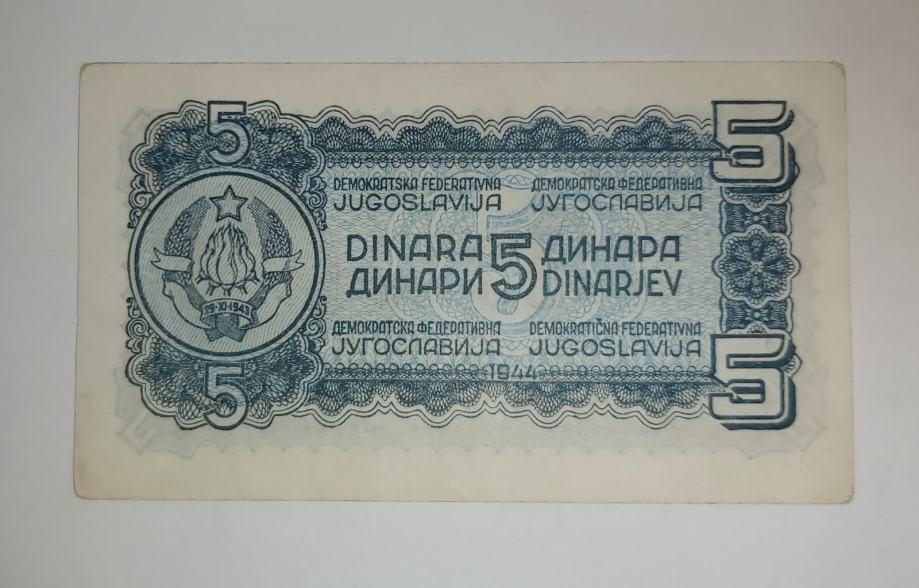 5
5
DEMOKRATSKA FEDERATIVNA
JUGOSLAVIJA
ДЕМОКРАТСКА ФЕДЕРАТИВНА
ЈУГОСЛАВИЈА
DINARA 5 ДИНАРА
ДИНАРИ DINARJEV
29·XI·1943
ДЕМОКРАТСКА ФЕДЕРАТИВНА
ЈУГОСЛАВИЈА
DEMOKRATIČNA FEDERATIVNA
JUGOSLAVIJA
1944
5
5